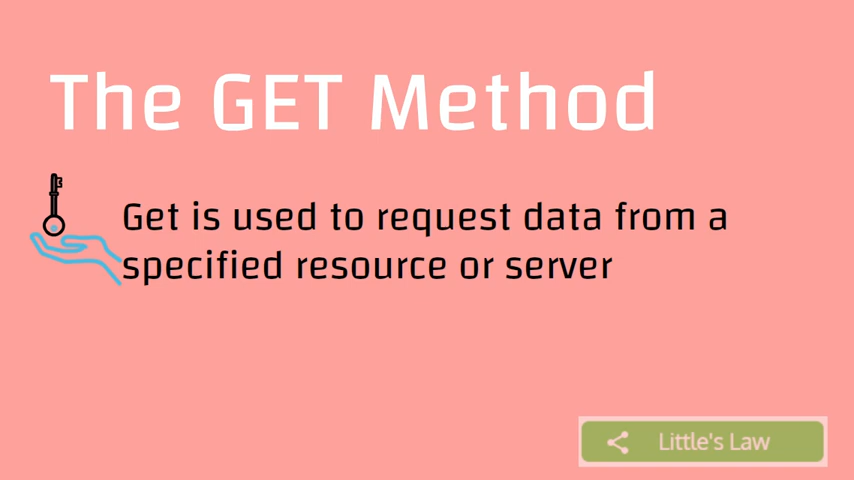 The GET Method
Get is used to request data from a
specified resource or server
Little's Law